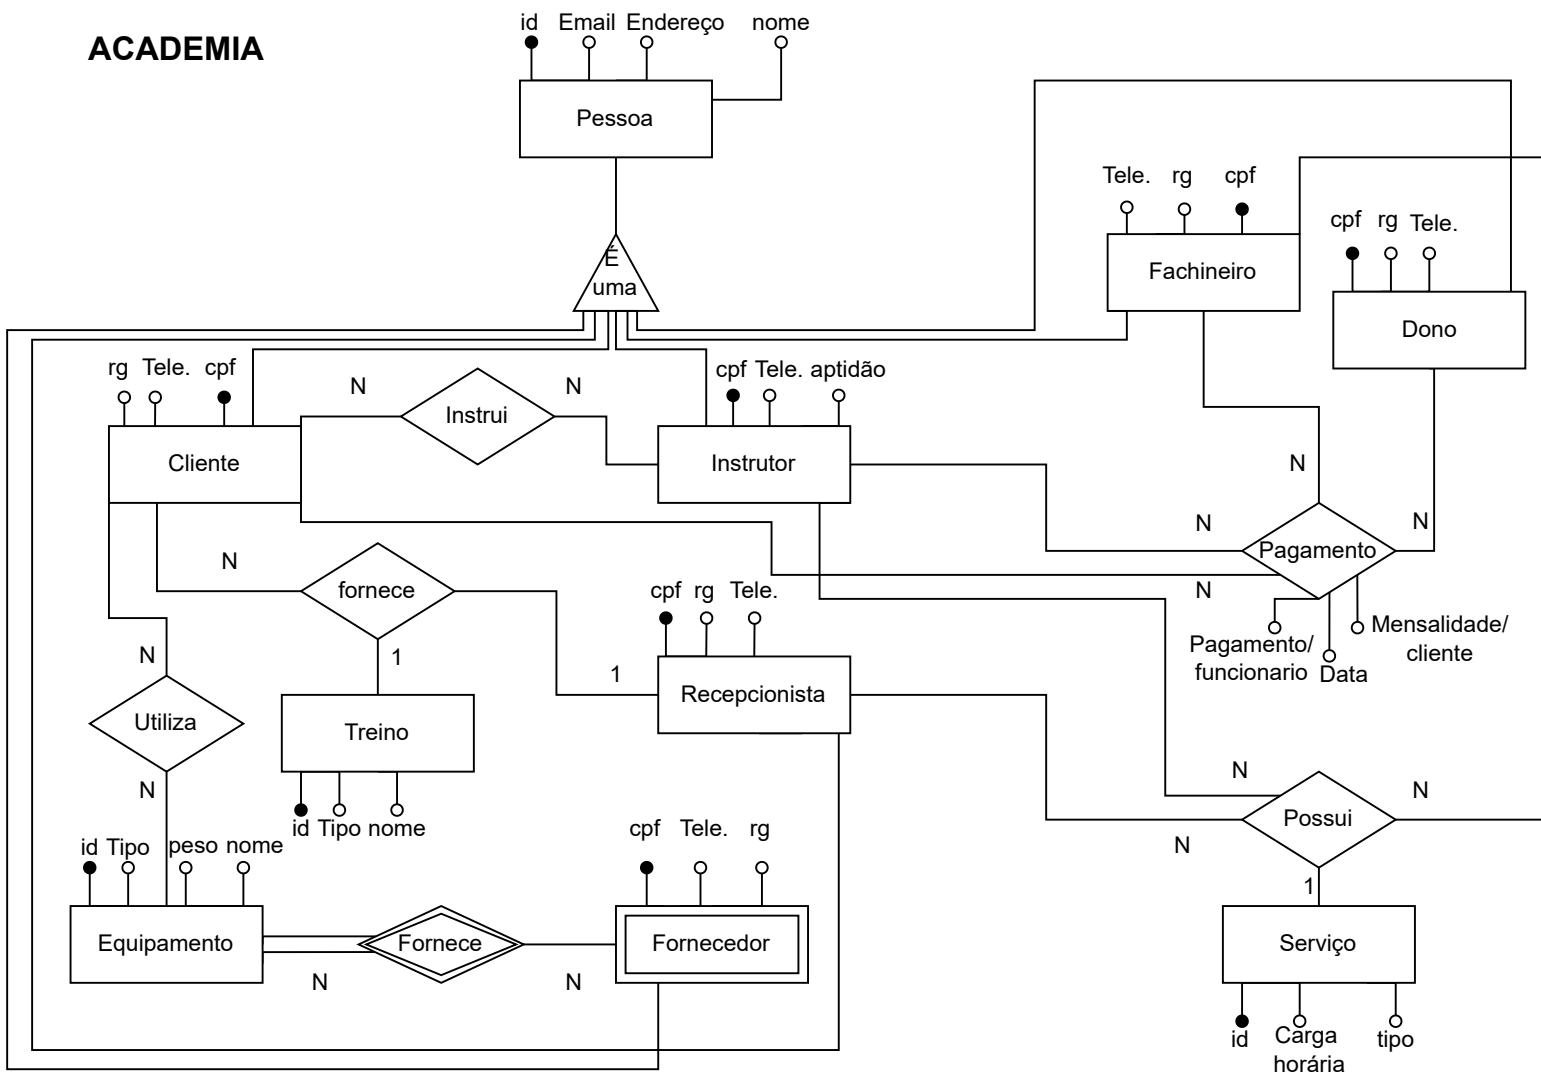 ACADEMIA
id Email Endereço nome
Pessoa
É
uma
Tele. rg cpf
Fachineiro
cpf rg Tele.
Dono
rg Tele. cpf
Cliente
N
Instrui
N
cpf Tele. aptidão
Instrutor
N
N
N
Pagamento
N
Pagamento/
funcionario
Data
Mensalidade/
cliente
N
fornece
1
1
Treino
id Tipo nome
cpf rg Tele.
Recepcionista
N
Utiliza
N
id Tipo peso nome
Equipamento
N
Fornece
N
cpf Tele. rg
Fornecedor
N
N
N
Possui
1
Serviço
id
Carga
horária
tipo